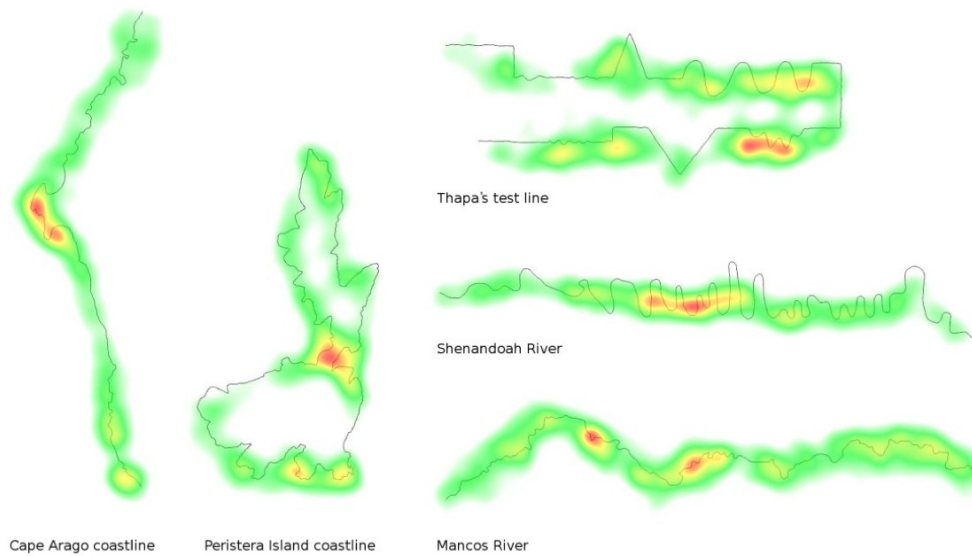 Thapa's test line
Shenandoah River
Cape Arago coastline
Peristera Island coastline
Mancos River